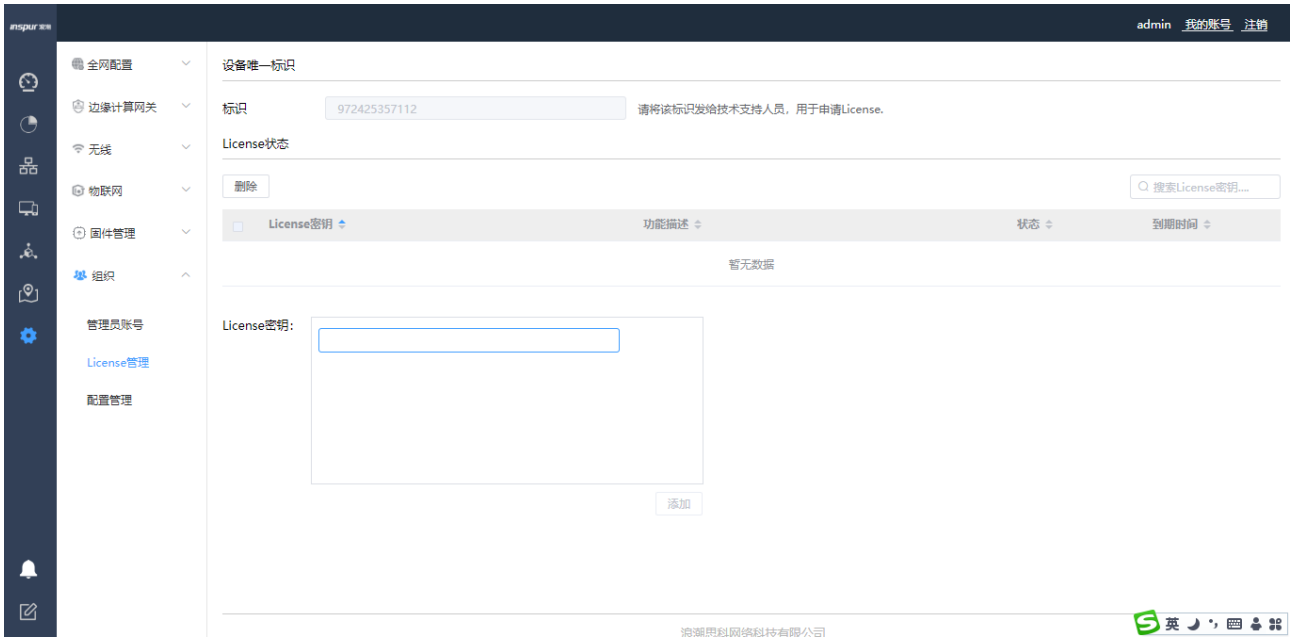 inspur 浪潮
admin 我的账号 注销
全网配置
边缘计算网关
无线
物联网
固件管理
组织
管理员账号
License管理
配置管理
设备唯一标识
标识 972425357112 请将该标识发给技术支持人员，用于申请License.
License状态
删除 搜索License密钥....
License密钥 功能描述 状态 到期时间
暂无数据
License密钥：
添加
浪潮思科网络科技有限公司
英